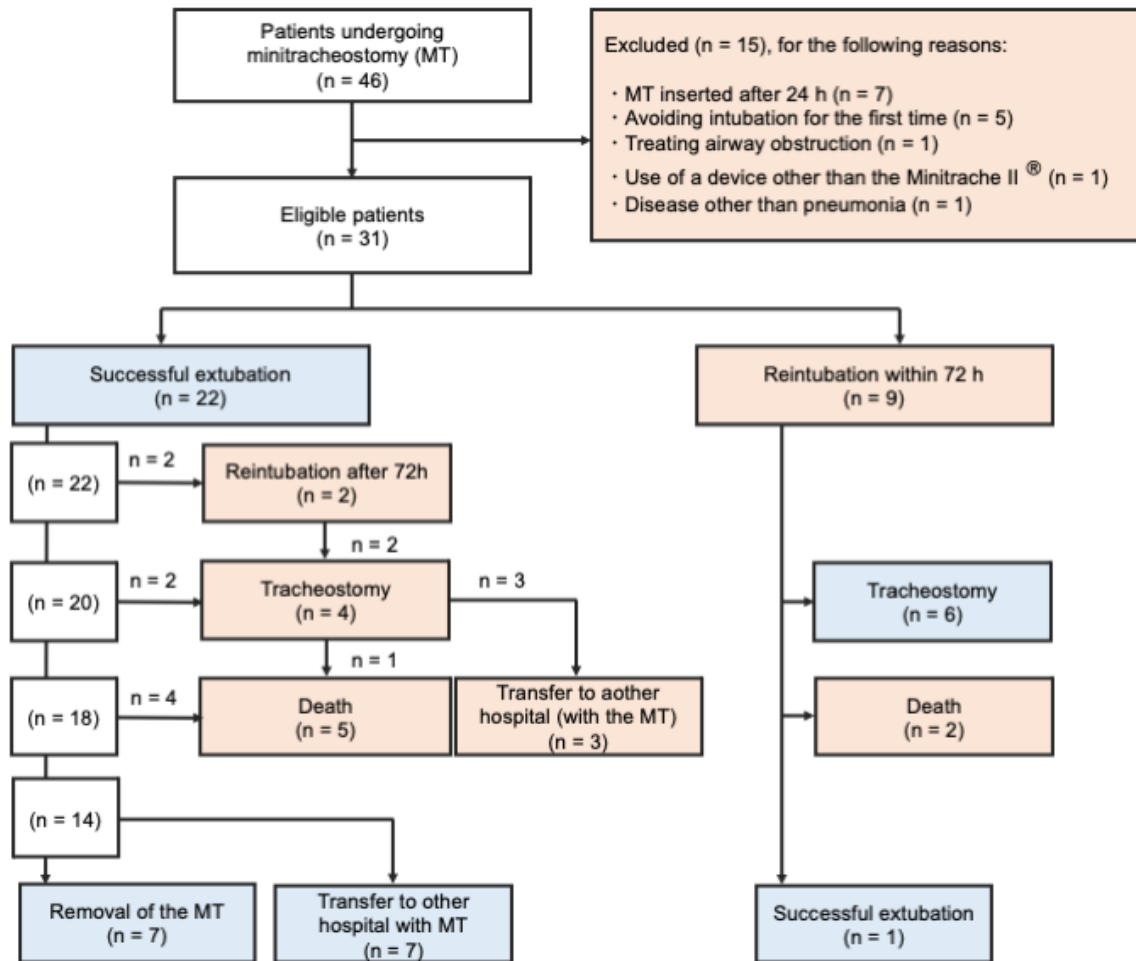 Patients undergoing
minitracheostomy (MT)
(n = 46)
Excluded (n = 15), for the following reasons:
・MT inserted after 24 h (n = 7)
・Avoiding intubation for the first time (n = 5)
・Treating airway obstruction (n = 1)
・Use of a device other than the Minitrache II ® (n = 1)
・Disease other than pneumonia (n = 1)
Eligible patients
(n = 31)
Successful extubation
(n = 22)
Reintubation within 72 h
(n = 9)
(n = 22)
n = 2
Reintubation after 72h
(n = 2)
n = 2
(n = 20)
n = 2
Tracheostomy
(n = 4)
n = 3
Tracheostomy
(n = 6)
n = 1
(n = 18)
n = 4
Death
(n = 5)
Transfer to aother
hospital (with the MT)
(n = 3)
Death
(n = 2)
(n = 14)
Removal of the MT
(n = 7)
Transfer to other
hospital with MT
(n = 7)
Successful extubation
(n = 1)